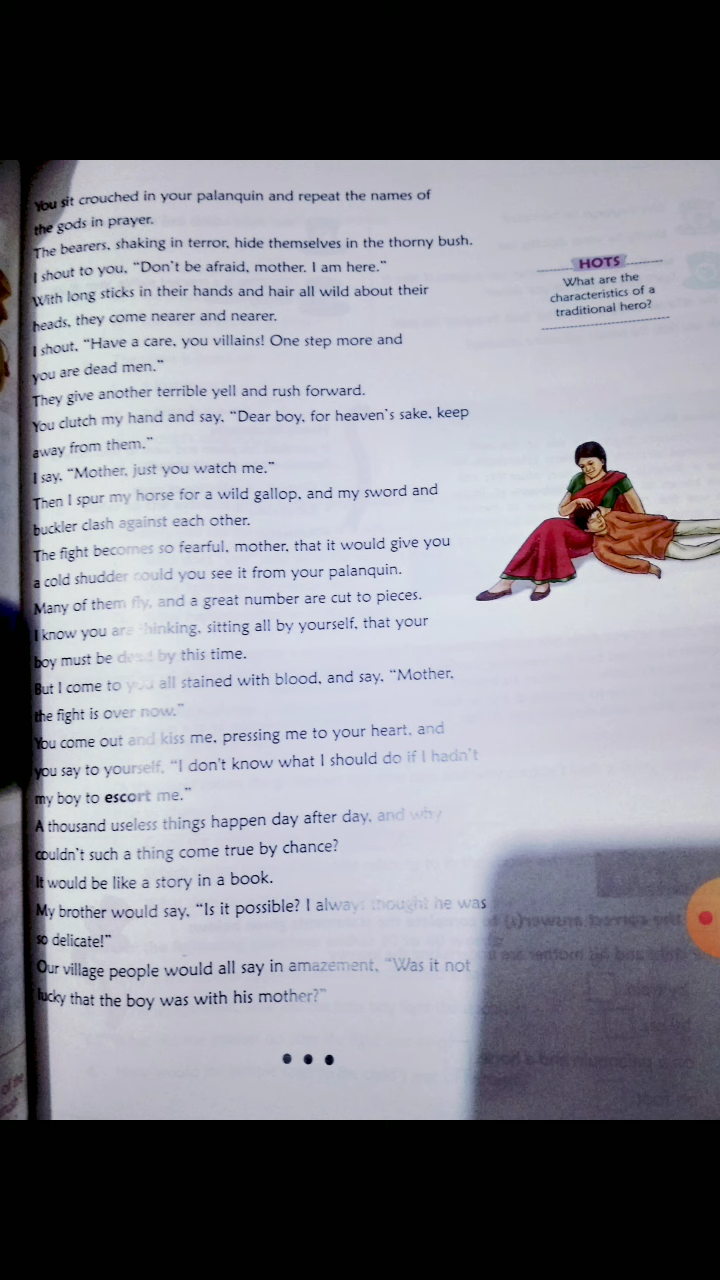 You sit crouched in your palanquin and repeat the names of
the gods in prayer.
The bearers, shaking in terror, hide themselves in the thorny bush.
I shout to you, “Don't be afraid, mother. I am here.”
With long sticks in their hands and hair all wild about their
heads, they come nearer and nearer.
I shout, “Have a care, you villains! One step more and
you are dead men.”
They give another terrible yell and rush forward.
You clutch my hand and say, “Dear boy, for heaven's sake, keep
away from them.”
I say, “Mother, just you watch me.”
Then I spur my horse for a wild gallop, and my sword and
buckler clash against each other.
The fight becomes so fearful, mother, that it would give you
a cold shudder could you see it from your palanquin.
Many of them fly, and a great number are cut to pieces.
I know you are thinking, sitting all by yourself, that your
boy must be dead by this time.
But I come to you all stained with blood, and say, “Mother,
the fight is over now.”
You come out and kiss me, pressing me to your heart, and
you say to yourself, “I don't know what I should do if I hadn't
my boy to escort me.”
A thousand useless things happen day after day, and why
couldn't such a thing come true by chance?
It would be like a story in a book.
My brother would say, “Is it possible? I always thought he was
so delicate!”
Our village people would all say in amazement, “Was it not
lucky that the boy was with his mother?”
HOTS
What are the
characteristics of a
traditional hero?